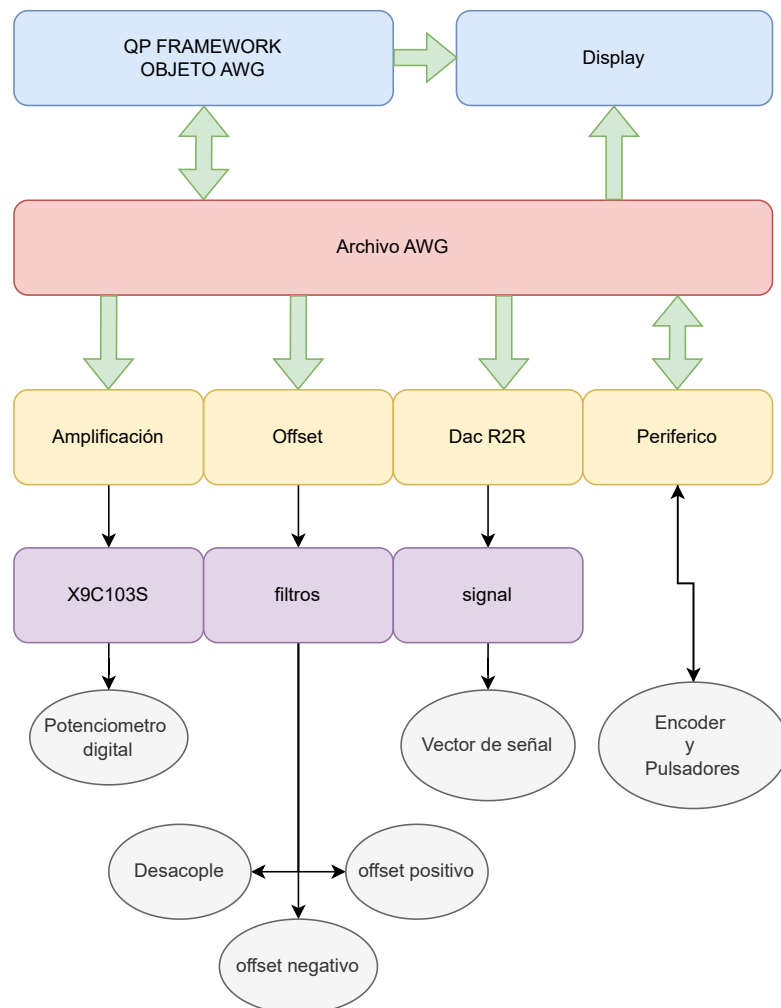 QP FRAMEWORK
OBJETO AWG
Display
Archivo AWG
Amplificación
Offset
Dac R2R
Periferico
X9C103S
filtros
signal
Potenciometro
digital
Vector de señal
Encoder
y
Pulsadores
Desacople
offset positivo
offset negativo